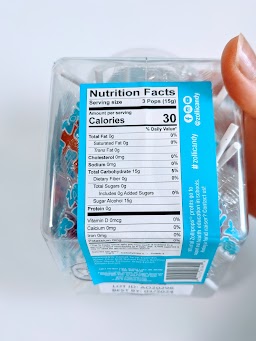 Nutrition Facts
Serving size 3 Pops (15g)
Amount per serving
Calories 30
% Daily Value*
Total Fat 0g 0%
Saturated Fat 0g 0%
Trans Fat 0g
Cholesterol 0mg 0%
Sodium 0mg 0%
Total Carbohydrate 15g 5%
Dietary Fiber 0g 0%
Total Sugars 0g
Includes 0g Added Sugars 0%
Sugar Alcohol 15g
Protein 0g
Vitamin D 0mcg 0%
Calcium 0mg 0%
Iron 0mg 0%
Potassium 0mg 0%
@zollicandy
#zollicandy